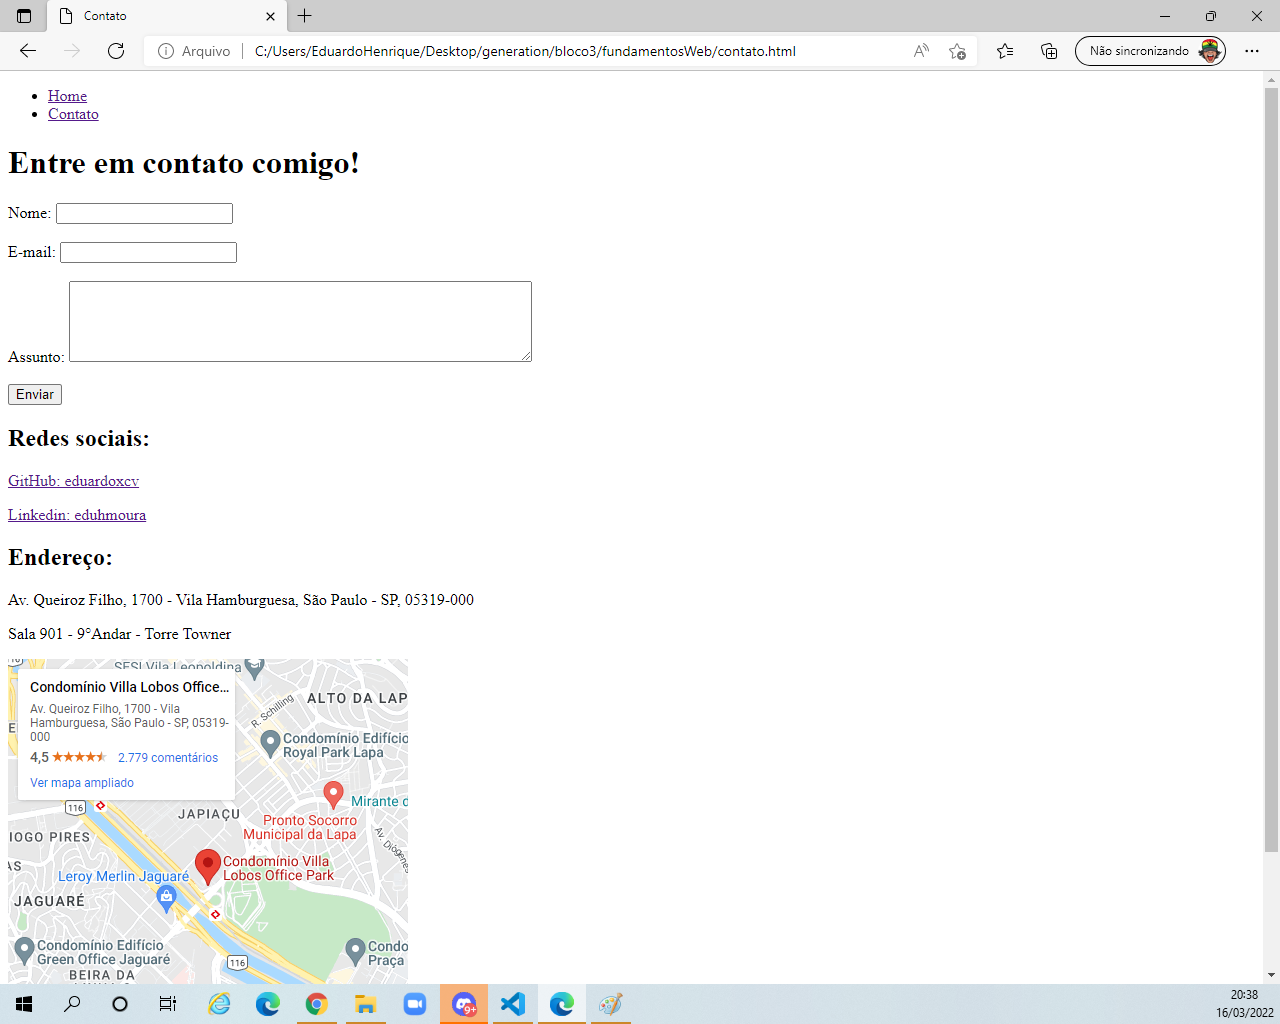 Contato
Arquivo
C:/Users/EduardoHenrique/Desktop/generation/bloco3/fundamentosWeb/contato.html
Não sincronizando
Home
Contato
Entre em contato comigo!
Nome:
E-mail:
Assunto:
Enviar
Redes sociais:
GitHub: eduardoxcv
Linkedin: eduhmoura
Endereço:
Av. Queiroz Filho, 1700 - Vila Hamburguesa, São Paulo - SP, 05319-000
Sala 901 - 9°Andar - Torre Towner
SESI Vila Leopoldina
Condomínio Villa Lobos Office...
Av. Queiroz Filho, 1700 - Vila
Hamburguesa, São Paulo - SP, 05319-
000
4,5 2.779 comentários
Ver mapa ampliado
ALTO DA LAP
R. Schilling
Condomínio Edifício
Royal Park Lapa
Mirante d
116
JAPIAÇU
Pronto Socorro
Municipal da Lapa
Av. Diógenes
IOGO PIRES
AS
Condomínio Villa
Lobos Office Park
Leroy Merlin Jaguaré
JAGUARÉ
Condomínio Edifício
Green Office Jaguaré
Condo
Praça
116
BEIRA DA
9+
20:38
16/03/2022